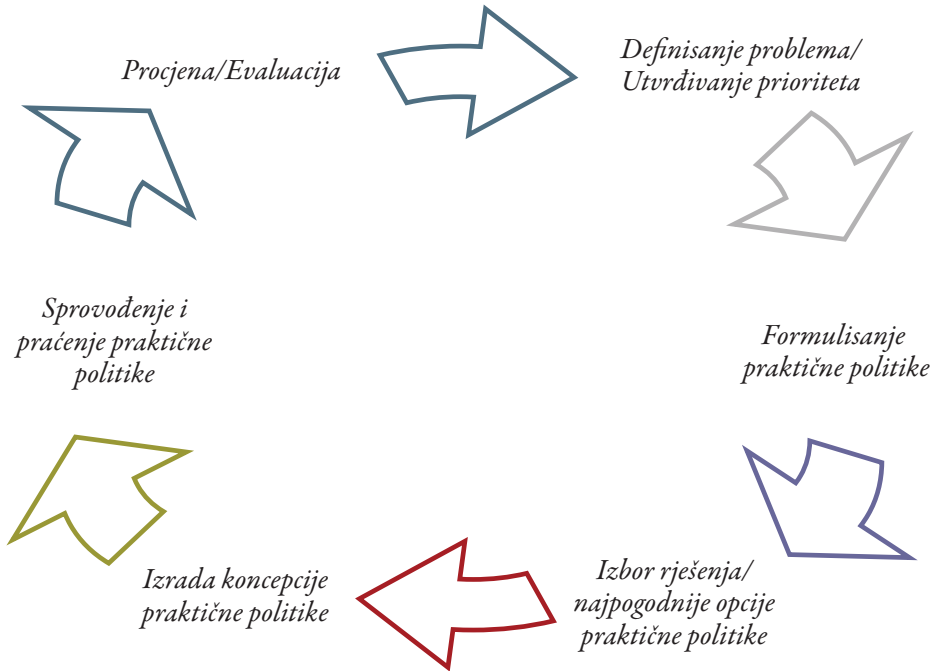 Procjena/Evaluacija
Definisanje problema/
Utvrđivanje prioriteta
Formulisanje
praktične politike
Izbor rješenja/
najpogodnije opcije
praktične politike
Izrada koncepcije
praktične politike
Sprovođenje i
praćenje praktične
politike